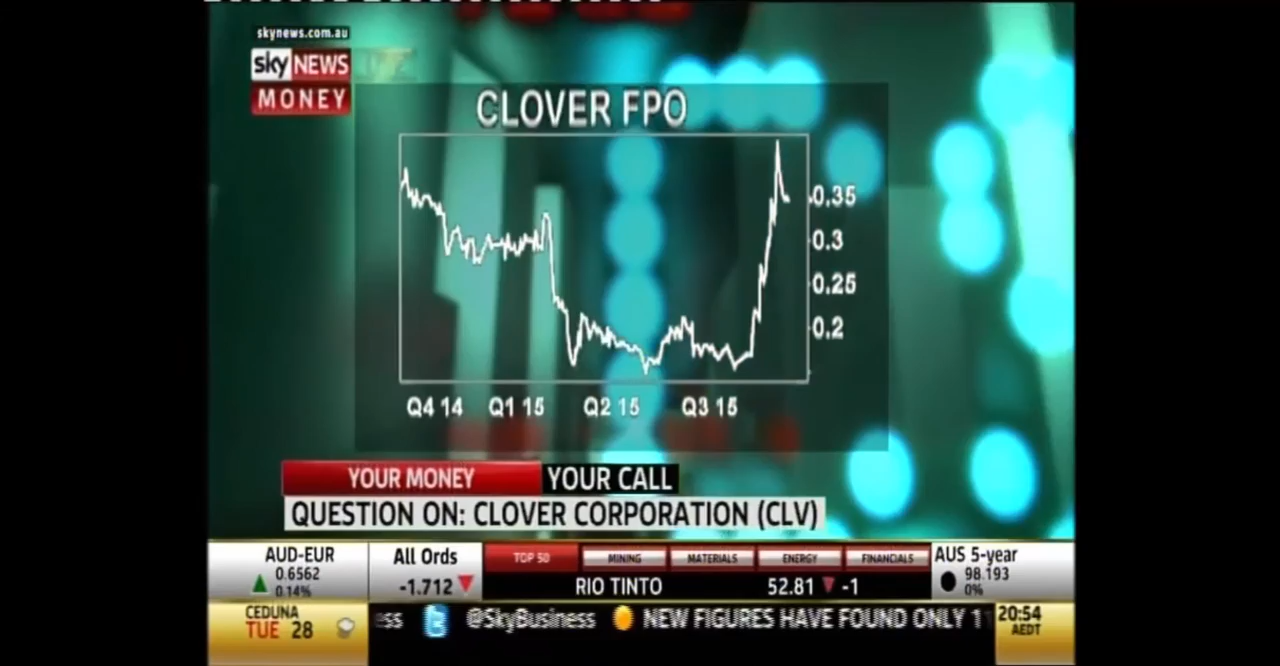 skynews.com.au
sky NEWS
MONEY
CLOVER FPO
0.35
0.3
0.25
0.2
Q4 14 Q1 15 Q2 15 Q3 15
YOUR MONEY YOUR CALL
QUESTION ON: CLOVER CORPORATION (CLV)
AUD-EUR
0.6562
0.14%
All Ords
-1.712
TOP 50 MINING MATERIALS ENERGY FINANCIALS
RIO TINTO 52.81 -1
AUS 5-year
98.193
0%
CEDUNA
TUE 28
ess @SkyBusiness NEW FIGURES HAVE FOUND ONLY 1
20:54
AEDT